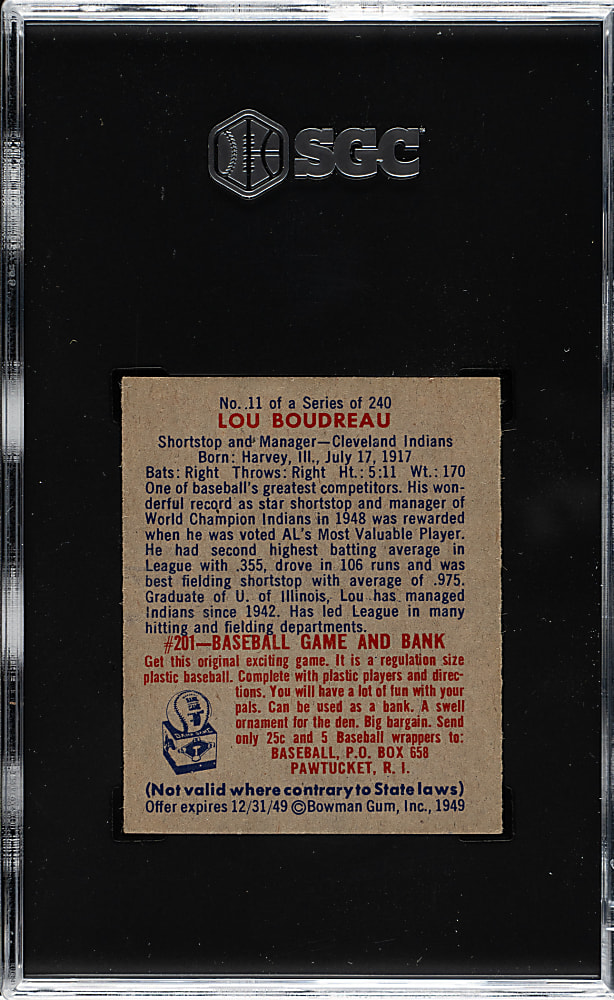 SGC
No. 11 of a Series of 240
LOU BOUDREAU
Shortstop and Manager—Cleveland Indians
Born: Harvey, Ill., July 17, 1917
Bats: Right Throws: Right Ht.: 5:11 Wt.: 170
One of baseball's greatest competitors. His won-
derful record as star shortstop and manager of
World Champion Indians in 1948 was rewarded
when he was voted AL's Most Valuable Player.
He had second highest batting average in
League with .355, drove in 106 runs and was
best fielding shortstop with average of .975.
Graduate of U. of Illinois, Lou has managed
Indians since 1942. Has led League in many
hitting and fielding departments.
#201—BASEBALL GAME AND BANK
Get this original exciting game. It is a regulation size
plastic baseball. Complete with plastic players and direc-
tions. You will have a lot of fun with your
pals. Can be used as a bank. A swell
ornament for the den. Big bargain. Send
only 25c and 5 Baseball wrappers to:
BASEBALL, P.O. BOX 658
PAWTUCKET, R. I.
(Not valid where contrary to State laws)
Offer expires 12/31/49 ©Bowman Gum, Inc., 1949